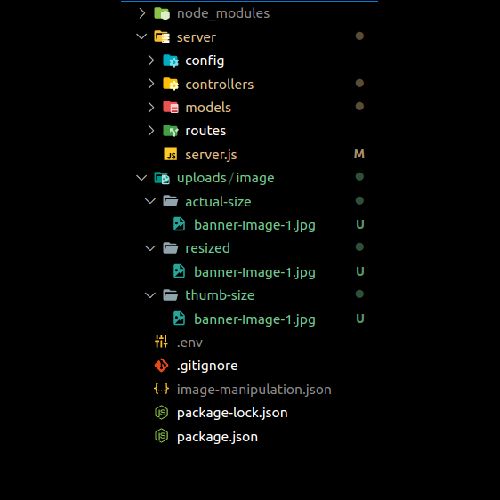 node_modules
server
config
controllers
models
routes
JS server.js M
uploads/image
actual-size
banner-image-1.jpg U
resized
banner-image-1.jpg U
thumb-size
banner-image-1.jpg U
.env
.gitignore
image-manipulation.json
package-lock.json
package.json